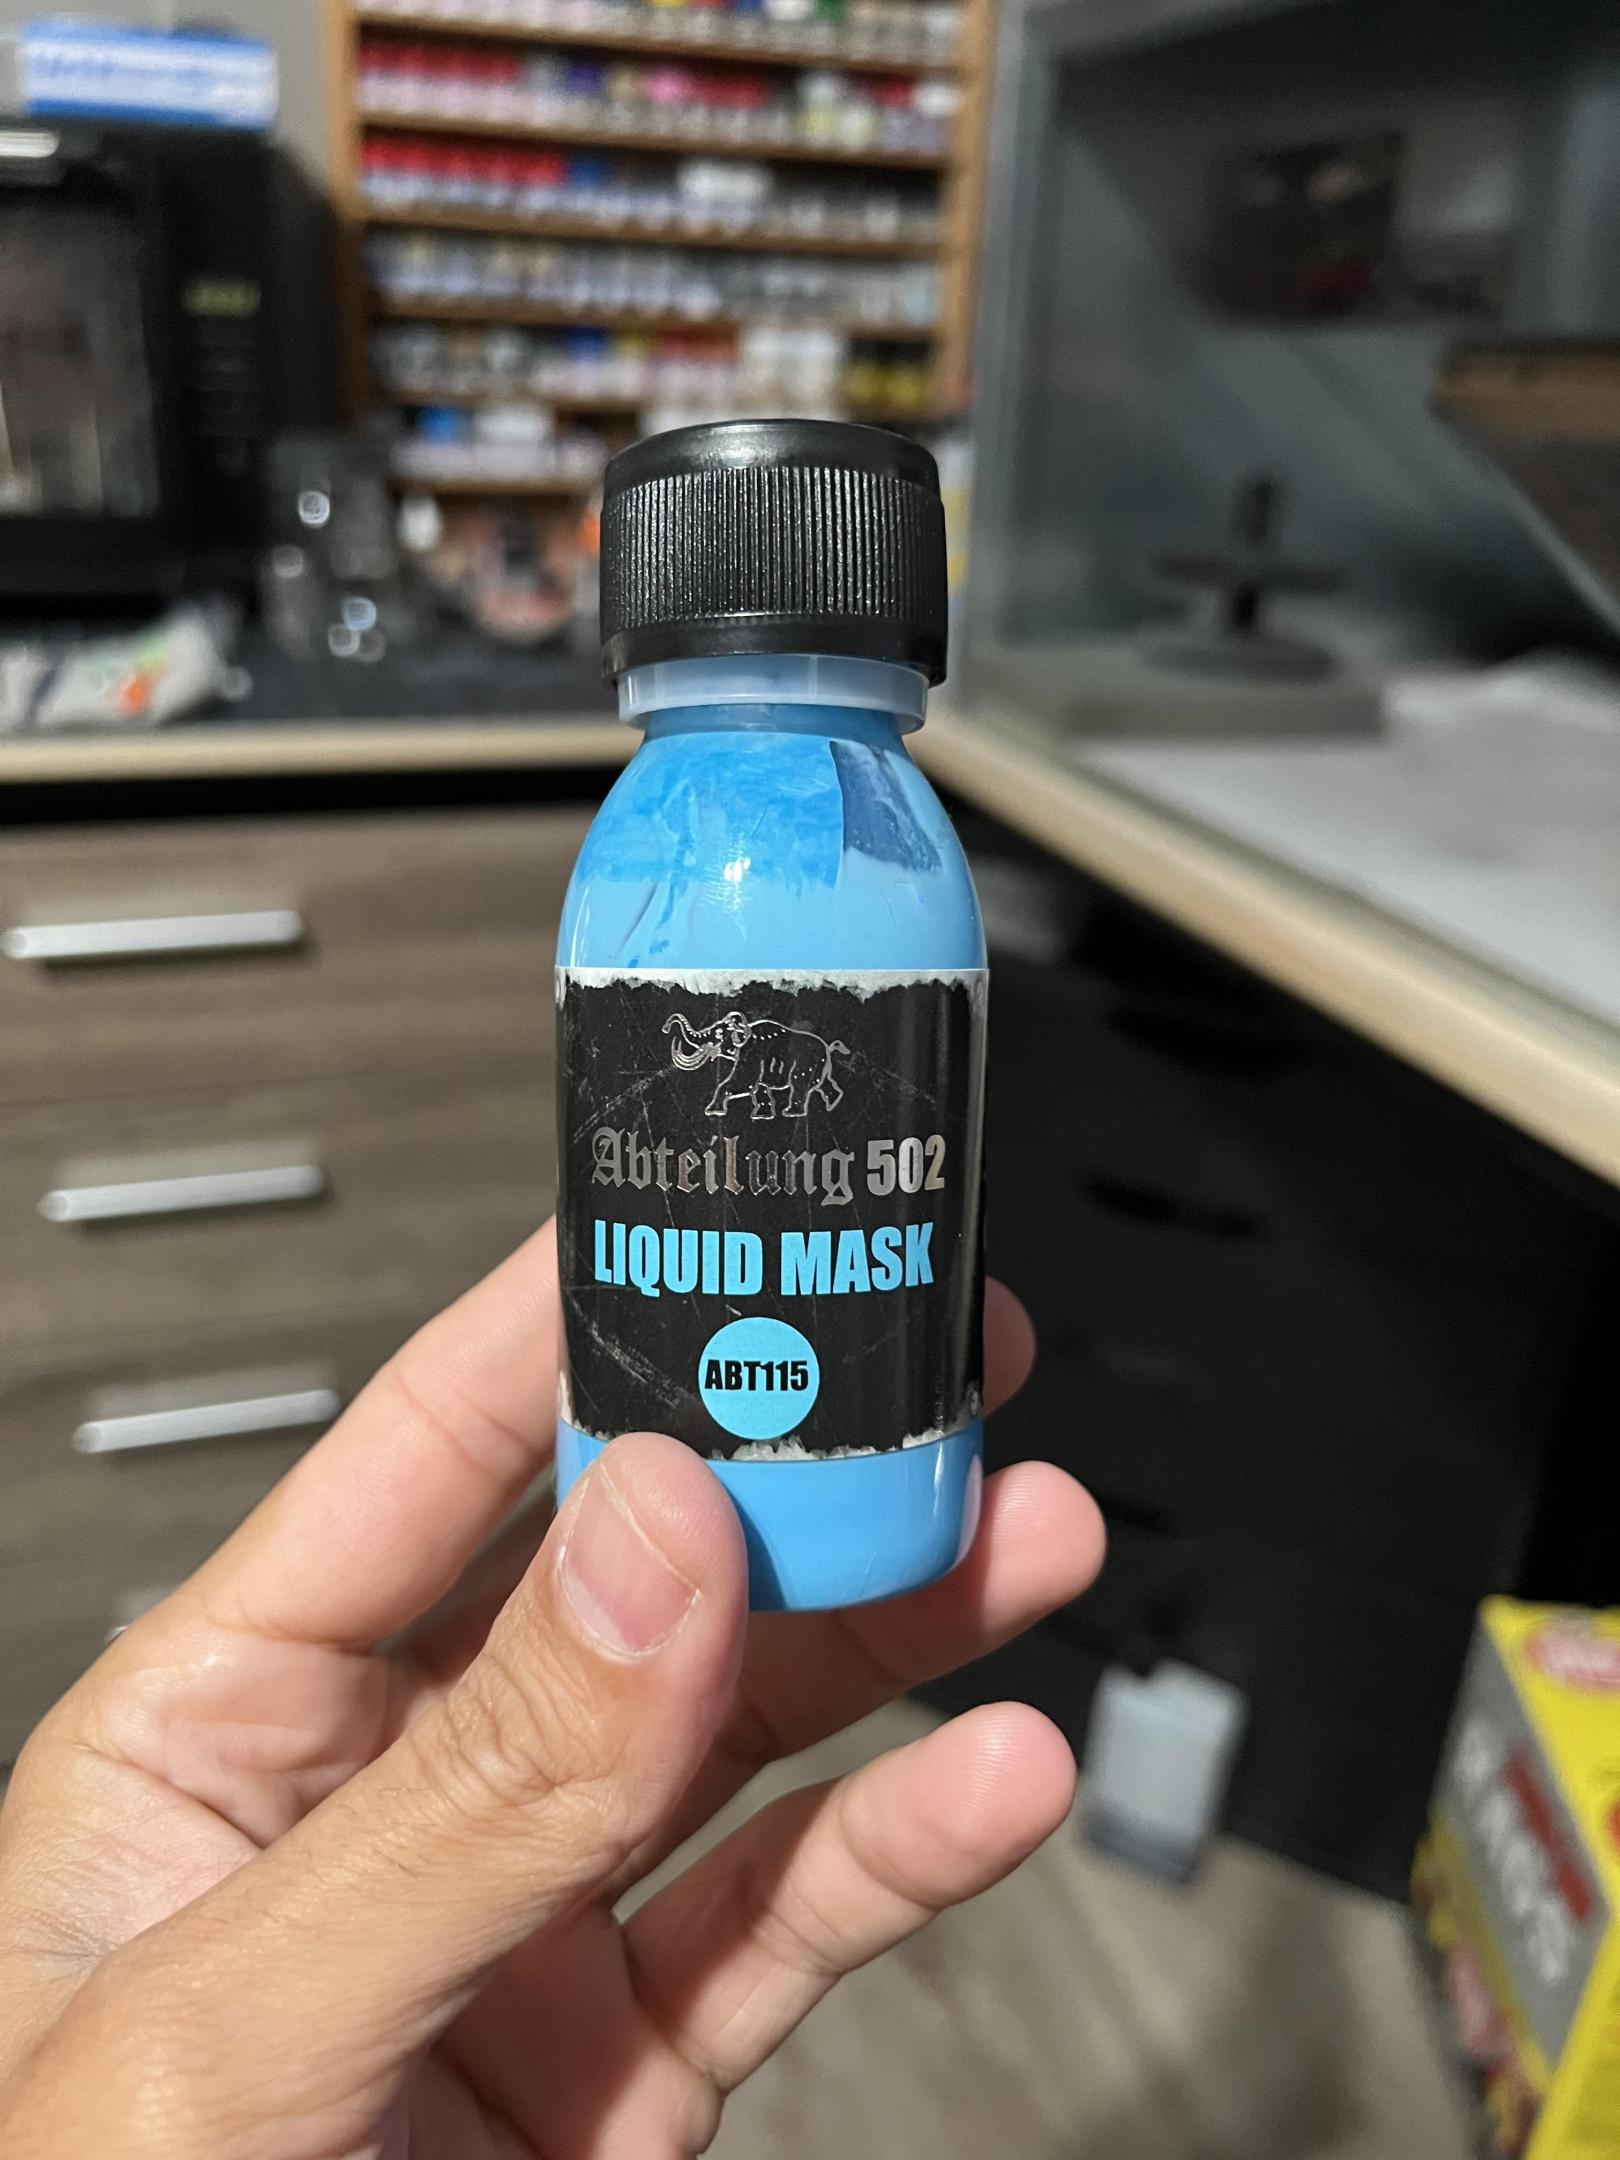 Abteilung 502
LIQUID MASK
ABT115